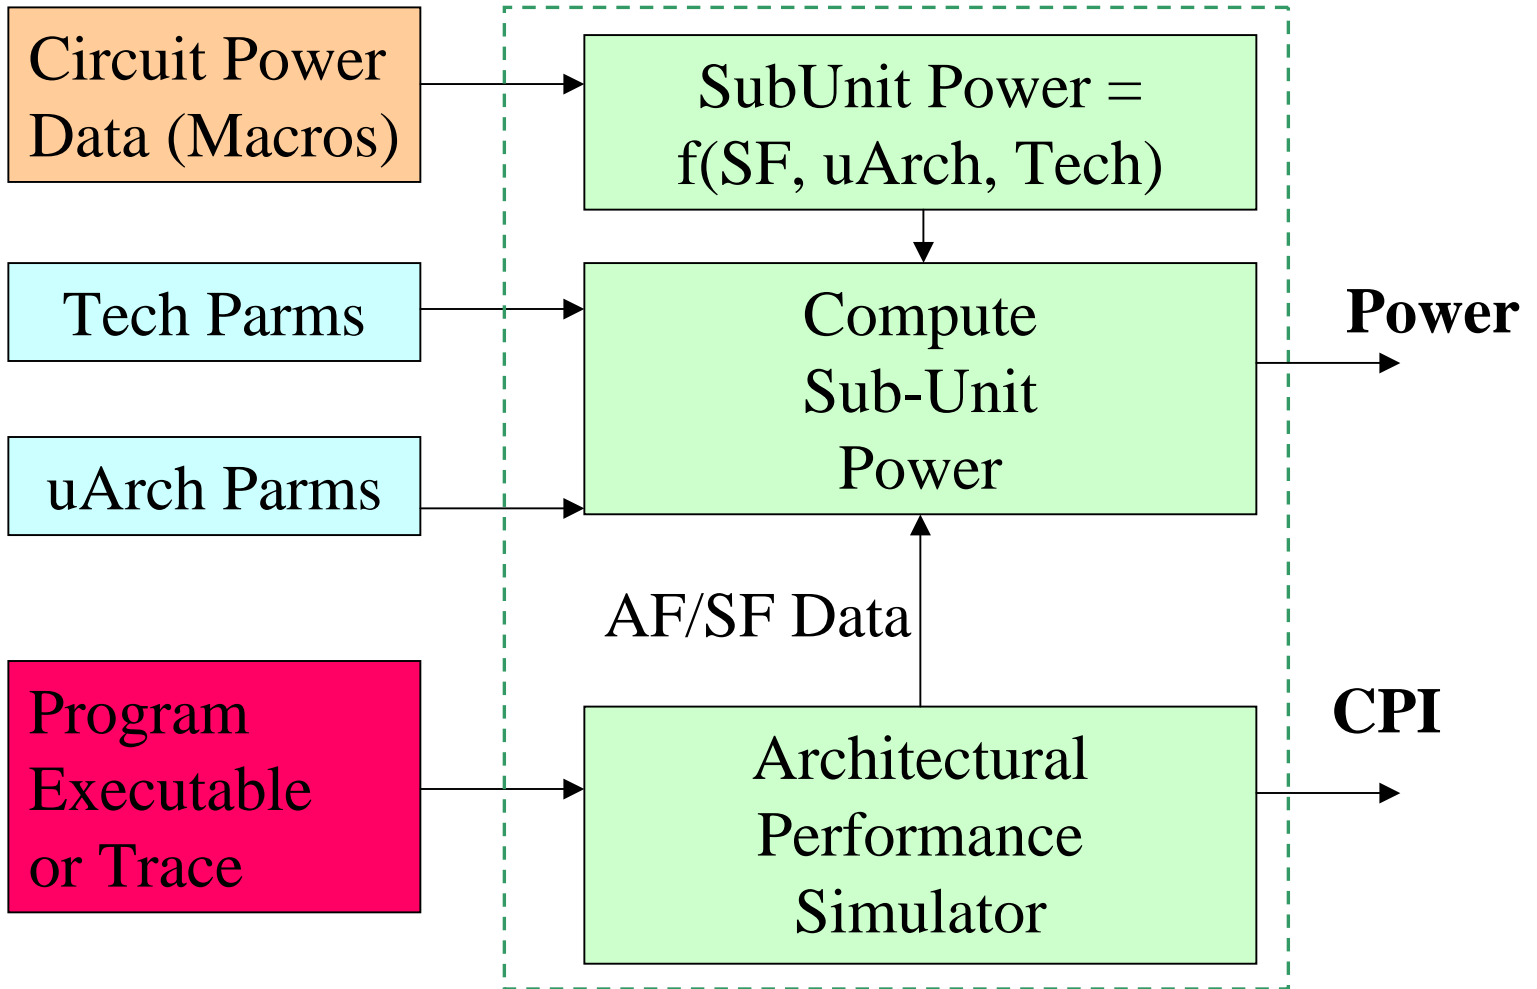 Circuit Power
Data (Macros)
SubUnit Power =
f(SF, uArch, Tech)
Tech Parms
Compute
Sub-Unit
Power
Power
uArch Parms
AF/SF Data
Program
Executable
or Trace
Architectural
Performance
Simulator
CPI